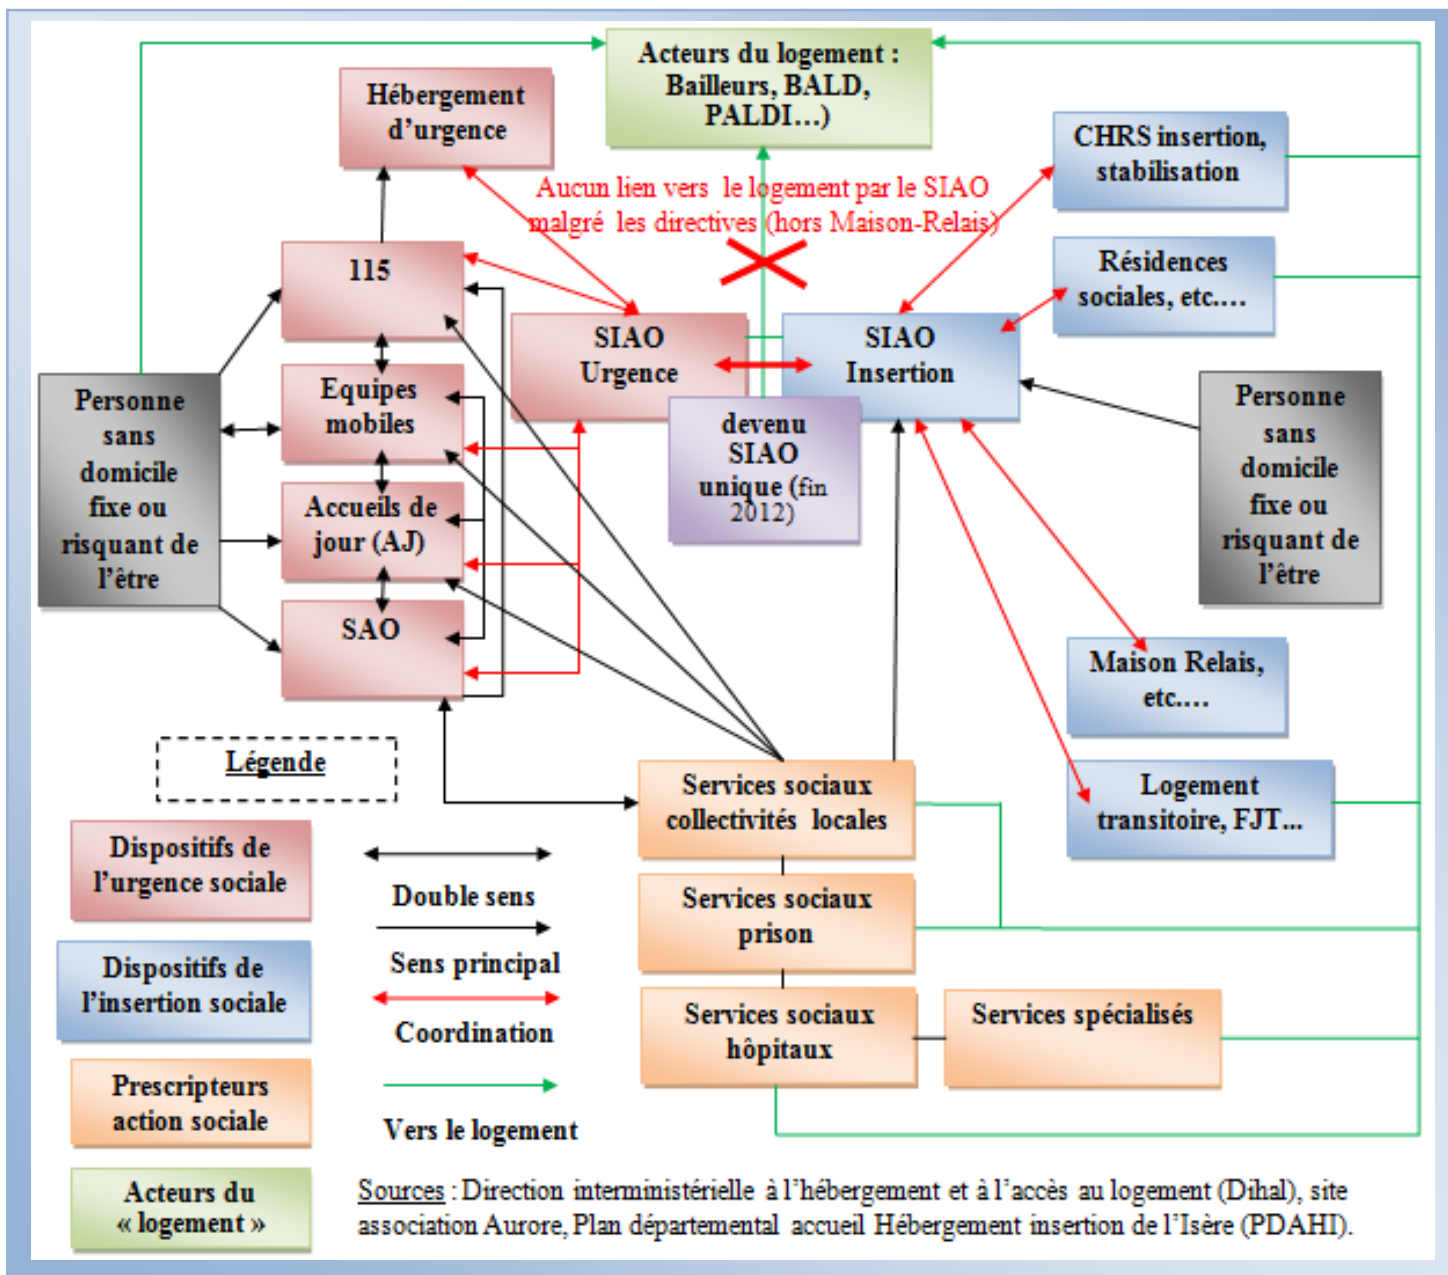 Acteurs du logement :
Bailleurs, BALD,
PALDI…)
Hébergement
d’urgence
CHRS insertion,
stabilisation
Aucun lien vers le logement par le SIAO
malgré les directives (hors Maison-Relais)
115
Résidences
sociales, etc.…
SIAO
Urgence
SIAO
Insertion
Personne
sans
domicile
fixe ou
risquant de
l’être
Equipes
mobiles
devenu
SIAO
unique (fin
2012)
Personne
sans
domicile
fixe ou
risquant de
l’être
Accueils de
jour (AJ)
SAO
Maison Relais,
etc.…
Légende
Services sociaux
collectivités locales
Logement
transitoire, FJT...
Dispositifs de
l’urgence sociale
Double sens
Services sociaux
prison
Sens principal
Dispositifs de
l’insertion sociale
Coordination
Services sociaux
hôpitaux
Services spécialisés
Prescripteurs
action sociale
Vers le logement
Acteurs du
« logement »
Sources : Direction interministérielle à l’hébergement et à l’accès au logement (Dihal), site
association Aurore, Plan départemental accueil Hébergement insertion de l’Isère (PDAHI).